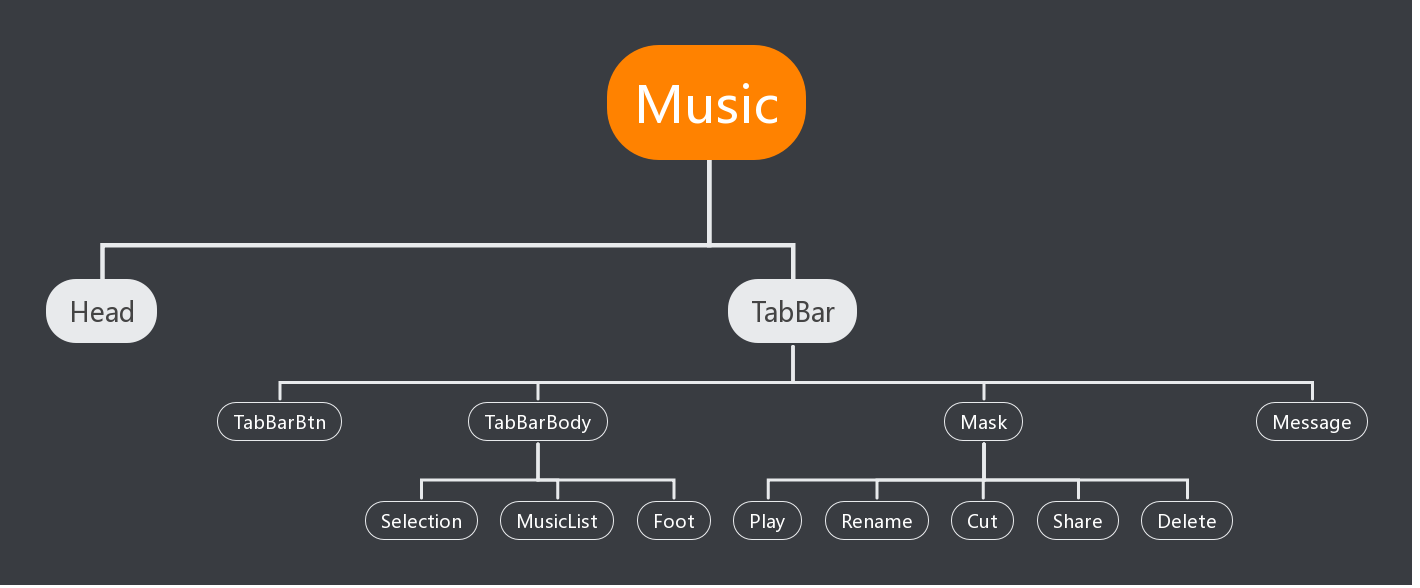 Music
Head
TabBar
TabBarBtn
TabBarBody
Mask
Message
Selection
MusicList
Foot
Play
Rename
Cut
Share
Delete